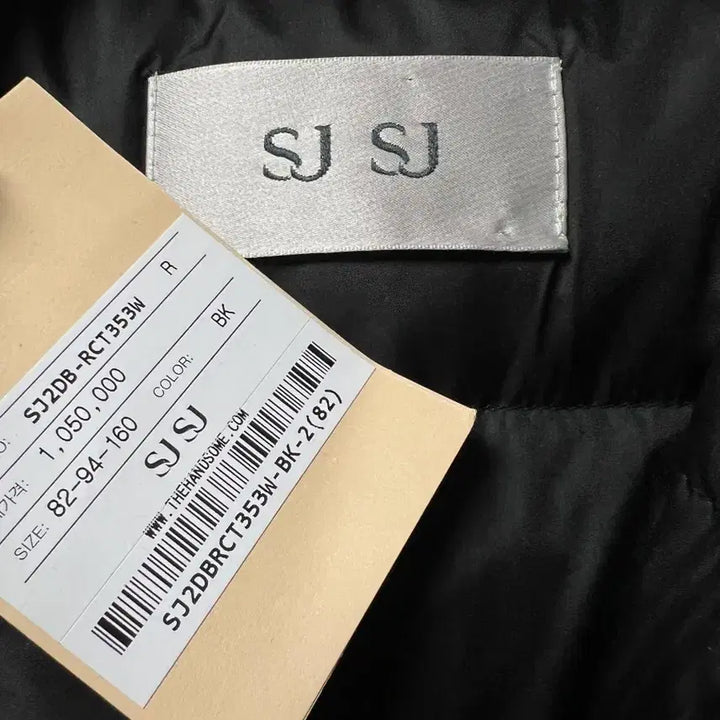 SJ SJ
SJ2DB-RCT353W R
가격: 1,050,000
SIZE: 82-94-160 COLOR: BK
SJ SJ
WWW.THEHANDSOME.COM
SJ2DBRCT353W-BK-2(82)